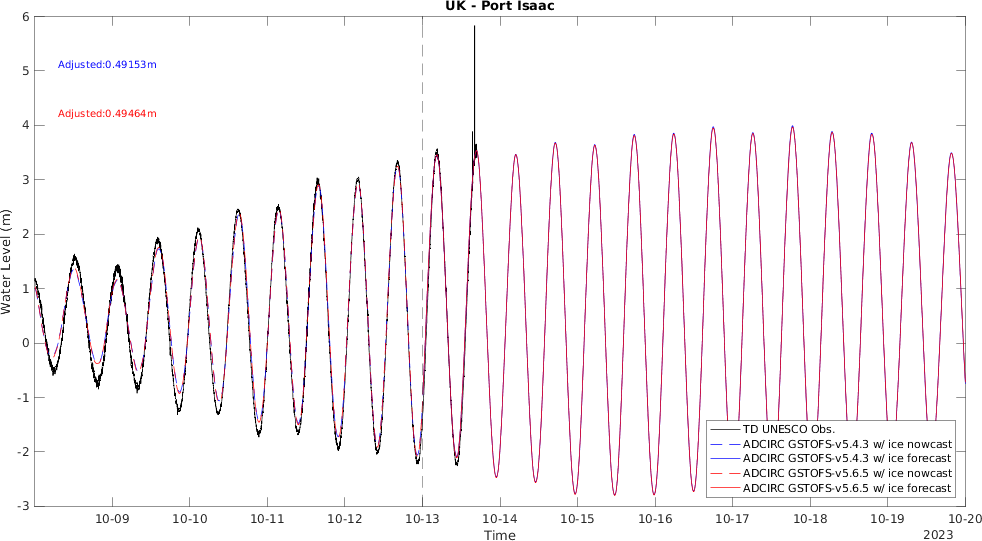 UK - Port Isaac
6
5
4
3
2
1
0
-1
-2
-3
Water Level (m)
Adjusted:0.49153m
Adjusted:0.49464m
TD UNESCO Obs.
ADCIRC GSTOFS-v5.4.3 w/ ice nowcast
ADCIRC GSTOFS-v5.4.3 w/ ice forecast
ADCIRC GSTOFS-v5.6.5 w/ ice nowcast
ADCIRC GSTOFS-v5.6.5 w/ ice forecast
10-09 10-10 10-11 10-12 10-13 10-14 10-15 10-16 10-17 10-18 10-19 10-20
Time
2023